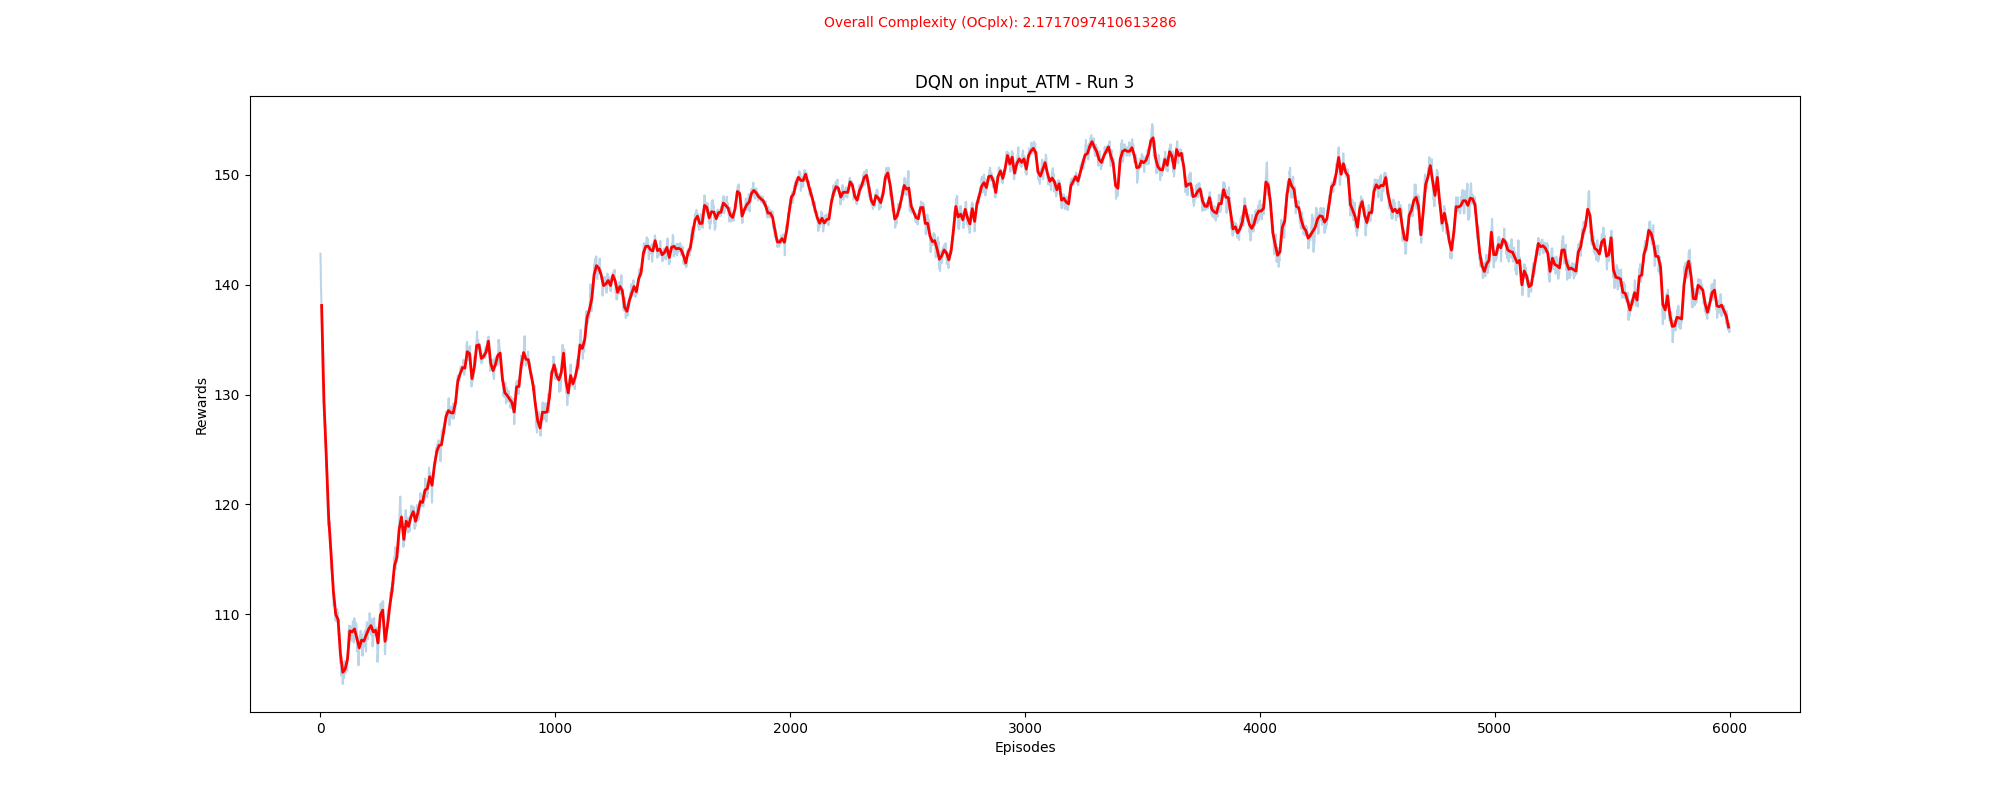 Overall Complexity (OCplx): 2.1717097410613286
DQN on input_ATM - Run 3
150
140
130
120
110
Rewards
0 1000 2000 3000 4000 5000 6000
Episodes